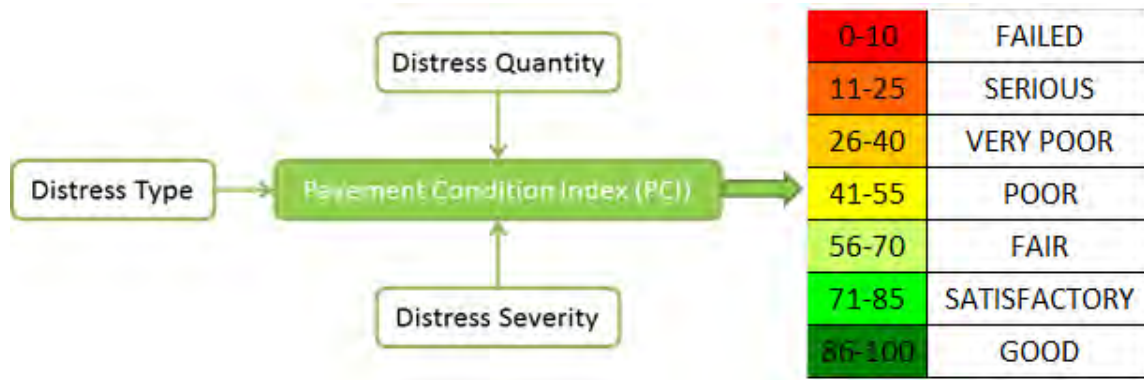 Distress Quantity
Distress Type
Pavement Condition Index (PCI)
Distress Severity
0-10 FAILED
11-25 SERIOUS
26-40 VERY POOR
41-55 POOR
56-70 FAIR
71-85 SATISFACTORY
86-100 GOOD